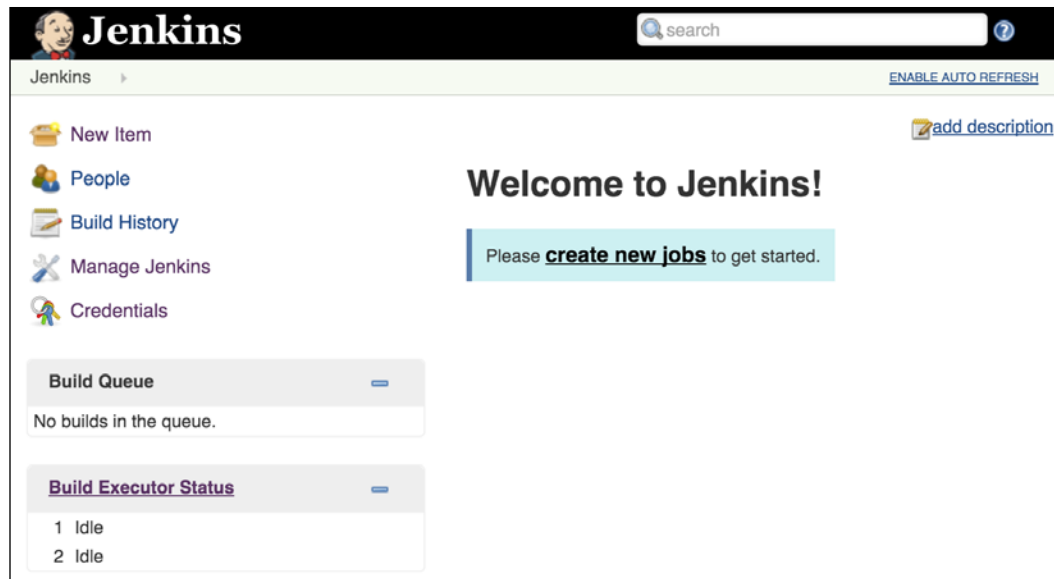 Jenkins
search
Jenkins
ENABLE AUTO REFRESH
New Item
People
Build History
Manage Jenkins
Credentials
Build Queue
No builds in the queue.
Build Executor Status
1 Idle
2 Idle
add description
Welcome to Jenkins!
Please create new jobs to get started.